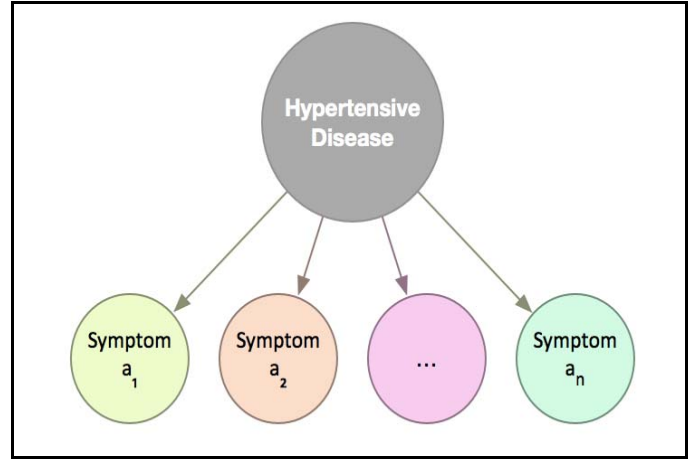 Hypertensive
Disease
Symptom
a₁
Symptom
a₂
...
Symptom
aₙ